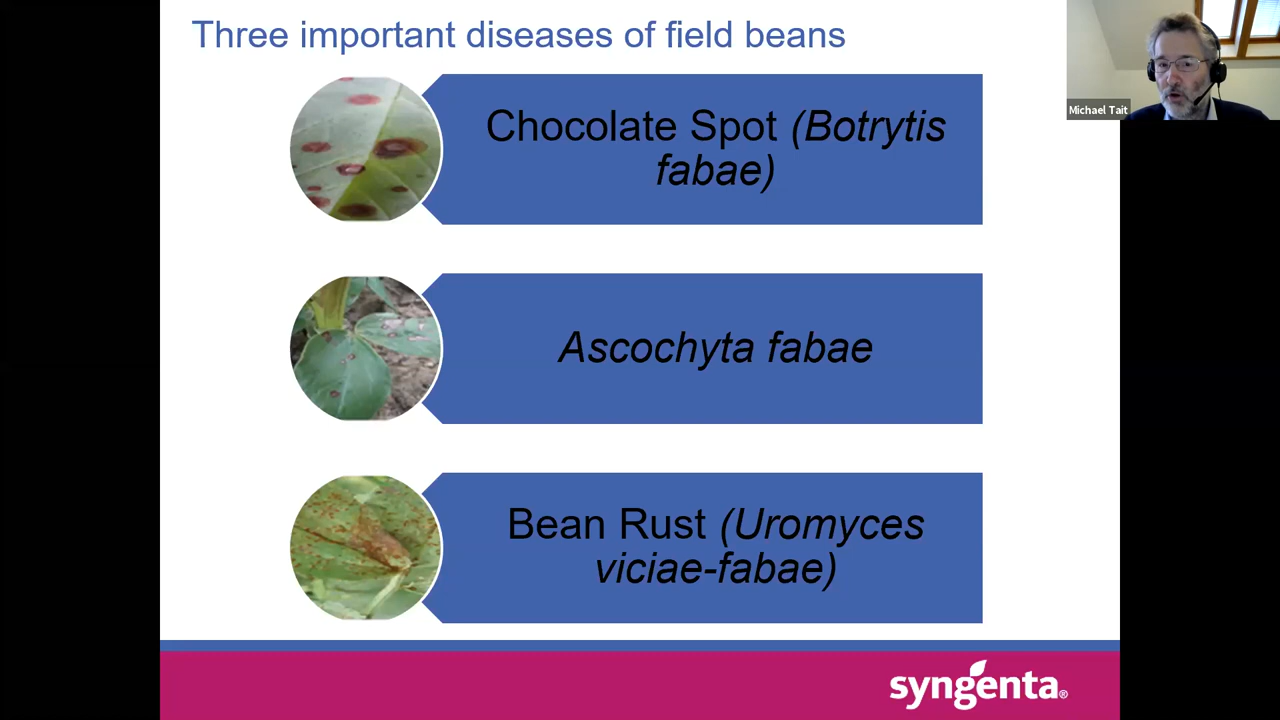 Three important diseases of field beans
Michael Tait
Chocolate Spot (Botrytis
fabae)
Ascochyta fabae
Bean Rust (Uromyces
viciae-fabae)
syngenta®